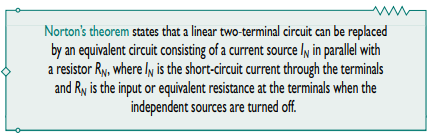 Norton's theorem states that a linear two-terminal circuit can be replaced
by an equivalent circuit consisting of a current source I_N in parallel with
a resistor R_N, where I_N is the short-circuit current through the terminals
and R_N is the input or equivalent resistance at the terminals when the
independent sources are turned off.